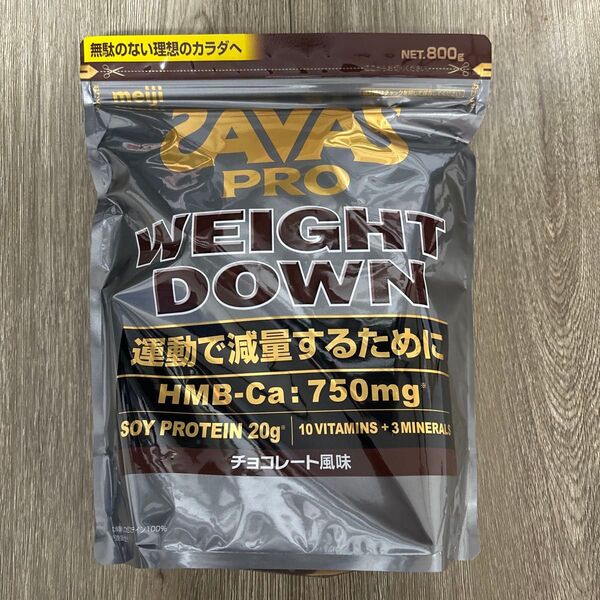 無駄のない理想のカラダへ
NET.800g
meiji
SAVAS
PRO
WEIGHT
DOWN
運動で減量するために
HMB-Ca:750mg※
SOY PROTEIN 20g※ 10 VITAMINS + 3 MINERALS
チョコレート風味